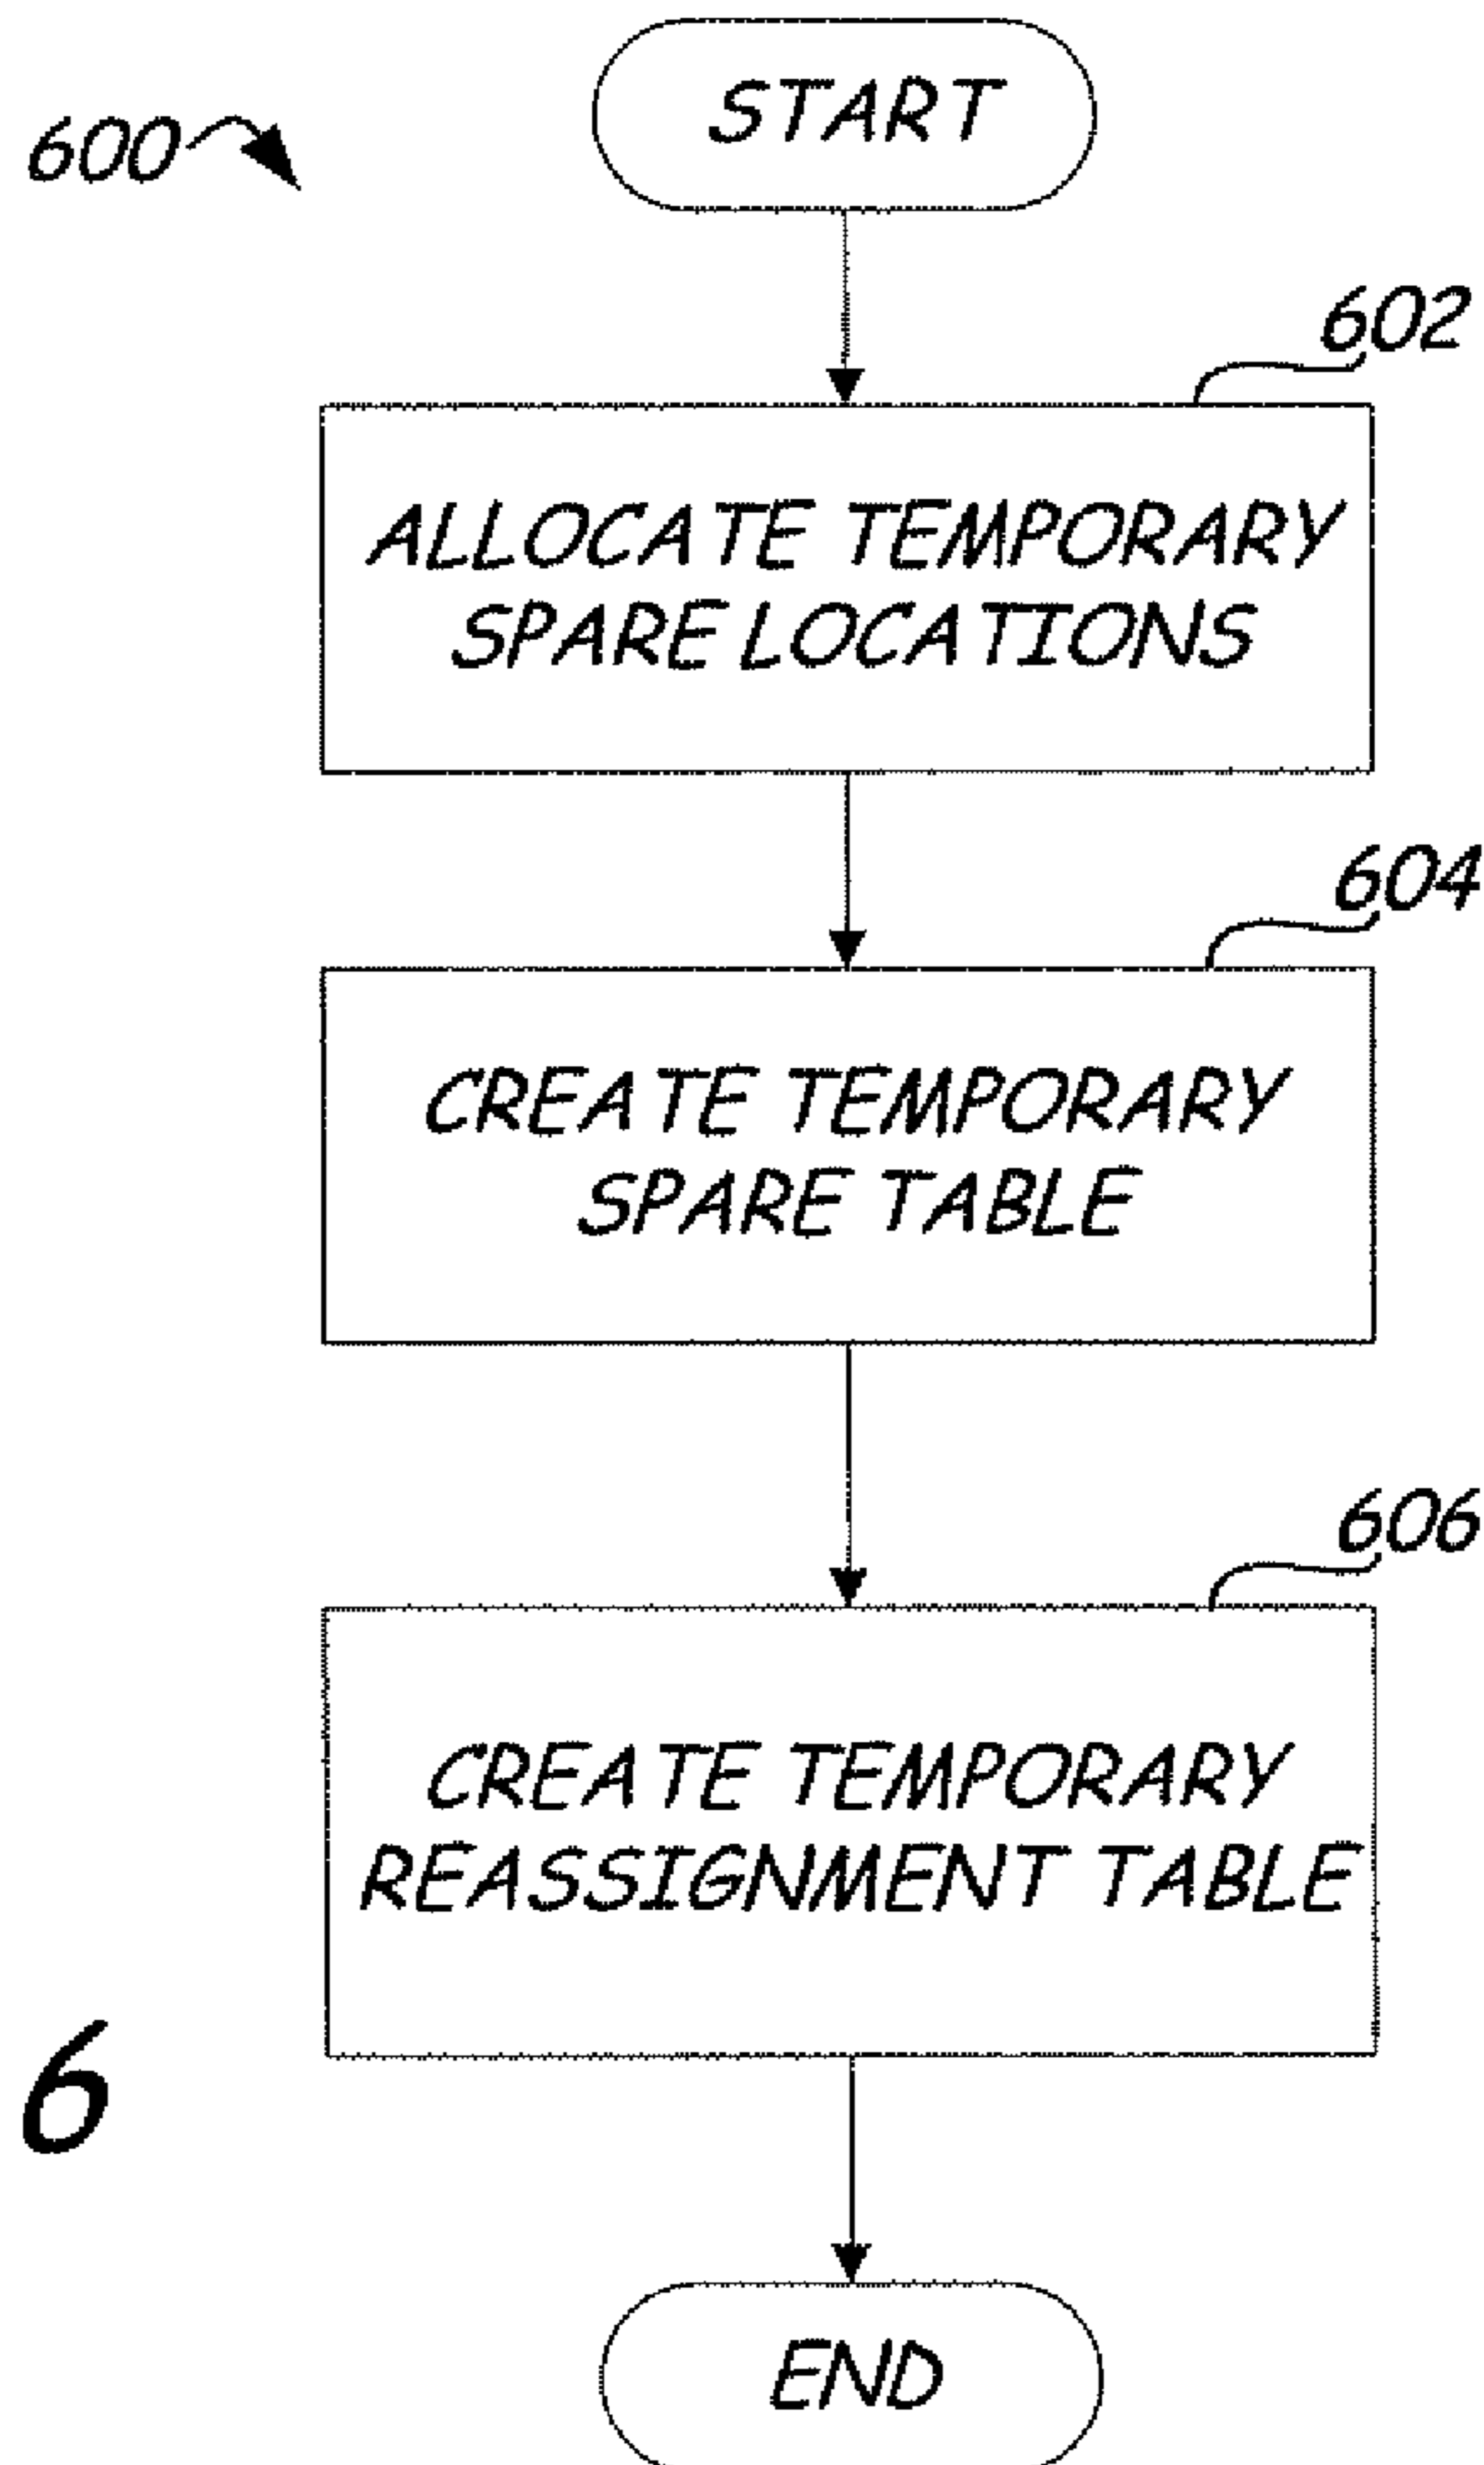 START
600
602
ALLOCATE TEMPORARY
SPARE LOCATIONS
604
CREATE TEMPORARY
SPARE TABLE
606
CREATE TEMPORARY
REASSIGNMENT TABLE
6
END